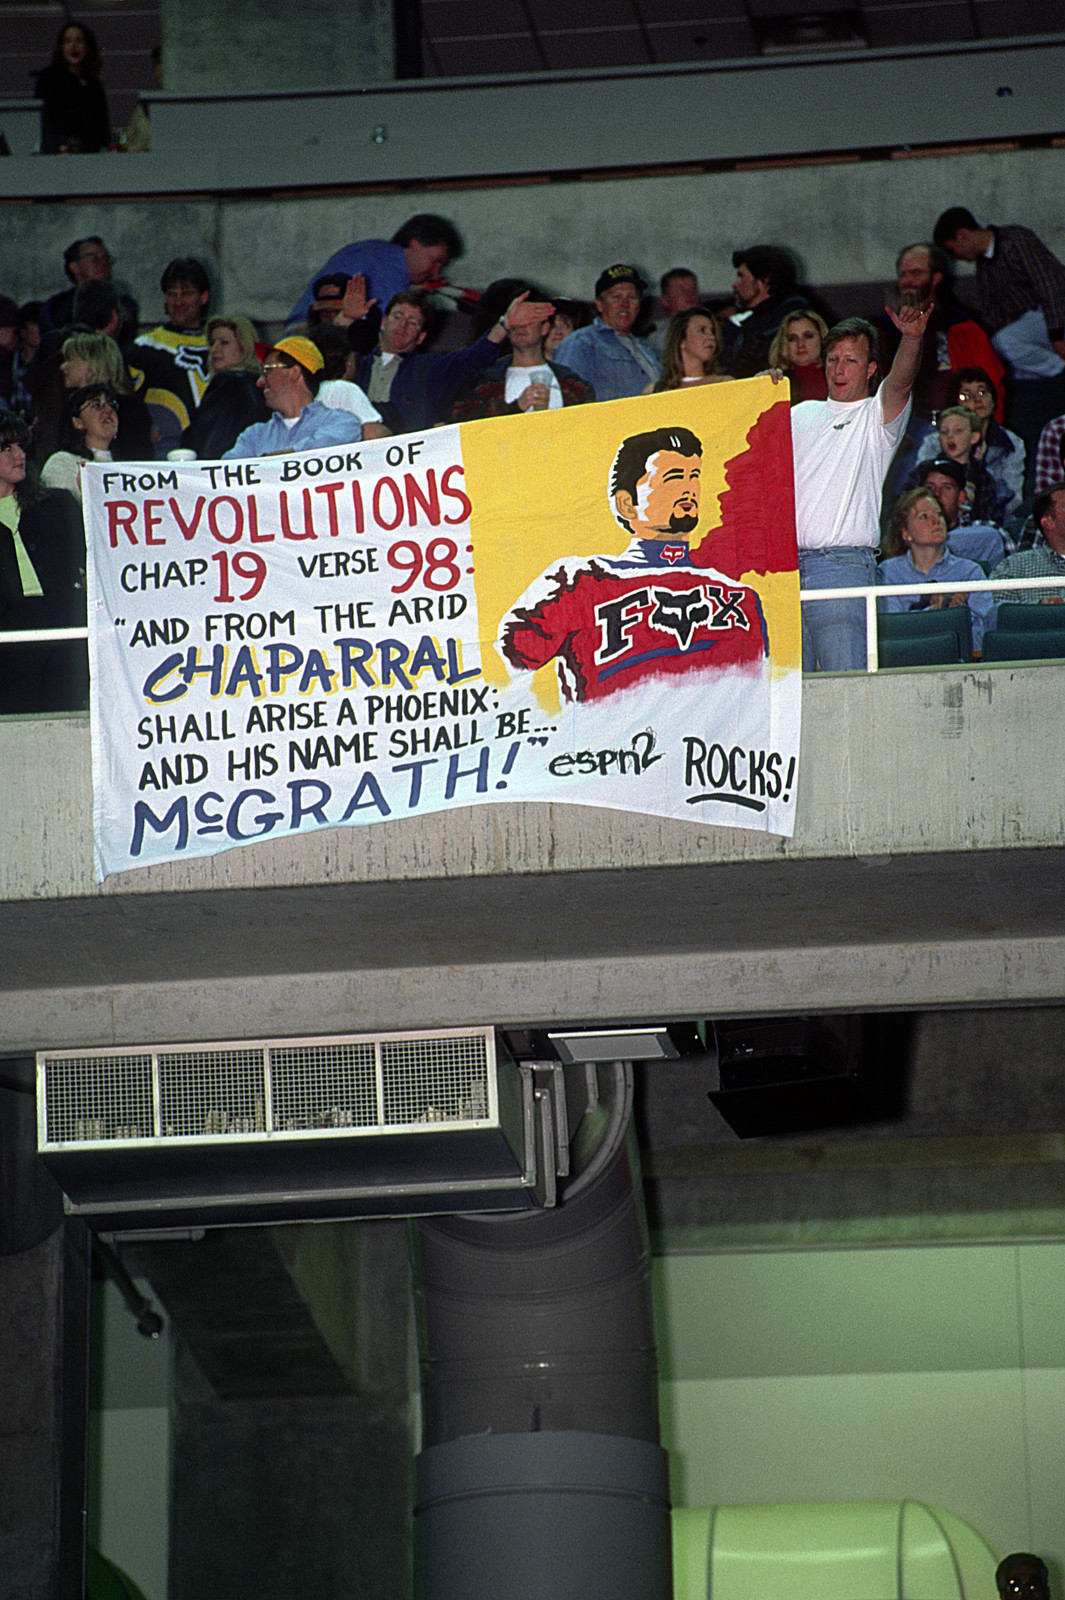 FROM THE BOOK OF
REVOLUTIONS
CHAP. 19 VERSE 98:
"AND FROM THE ARID
CHAPARRAL
SHALL ARISE A PHOENIX;
AND HIS NAME SHALL BE...
McGRATH!"
espn2 ROCKS!
FOX